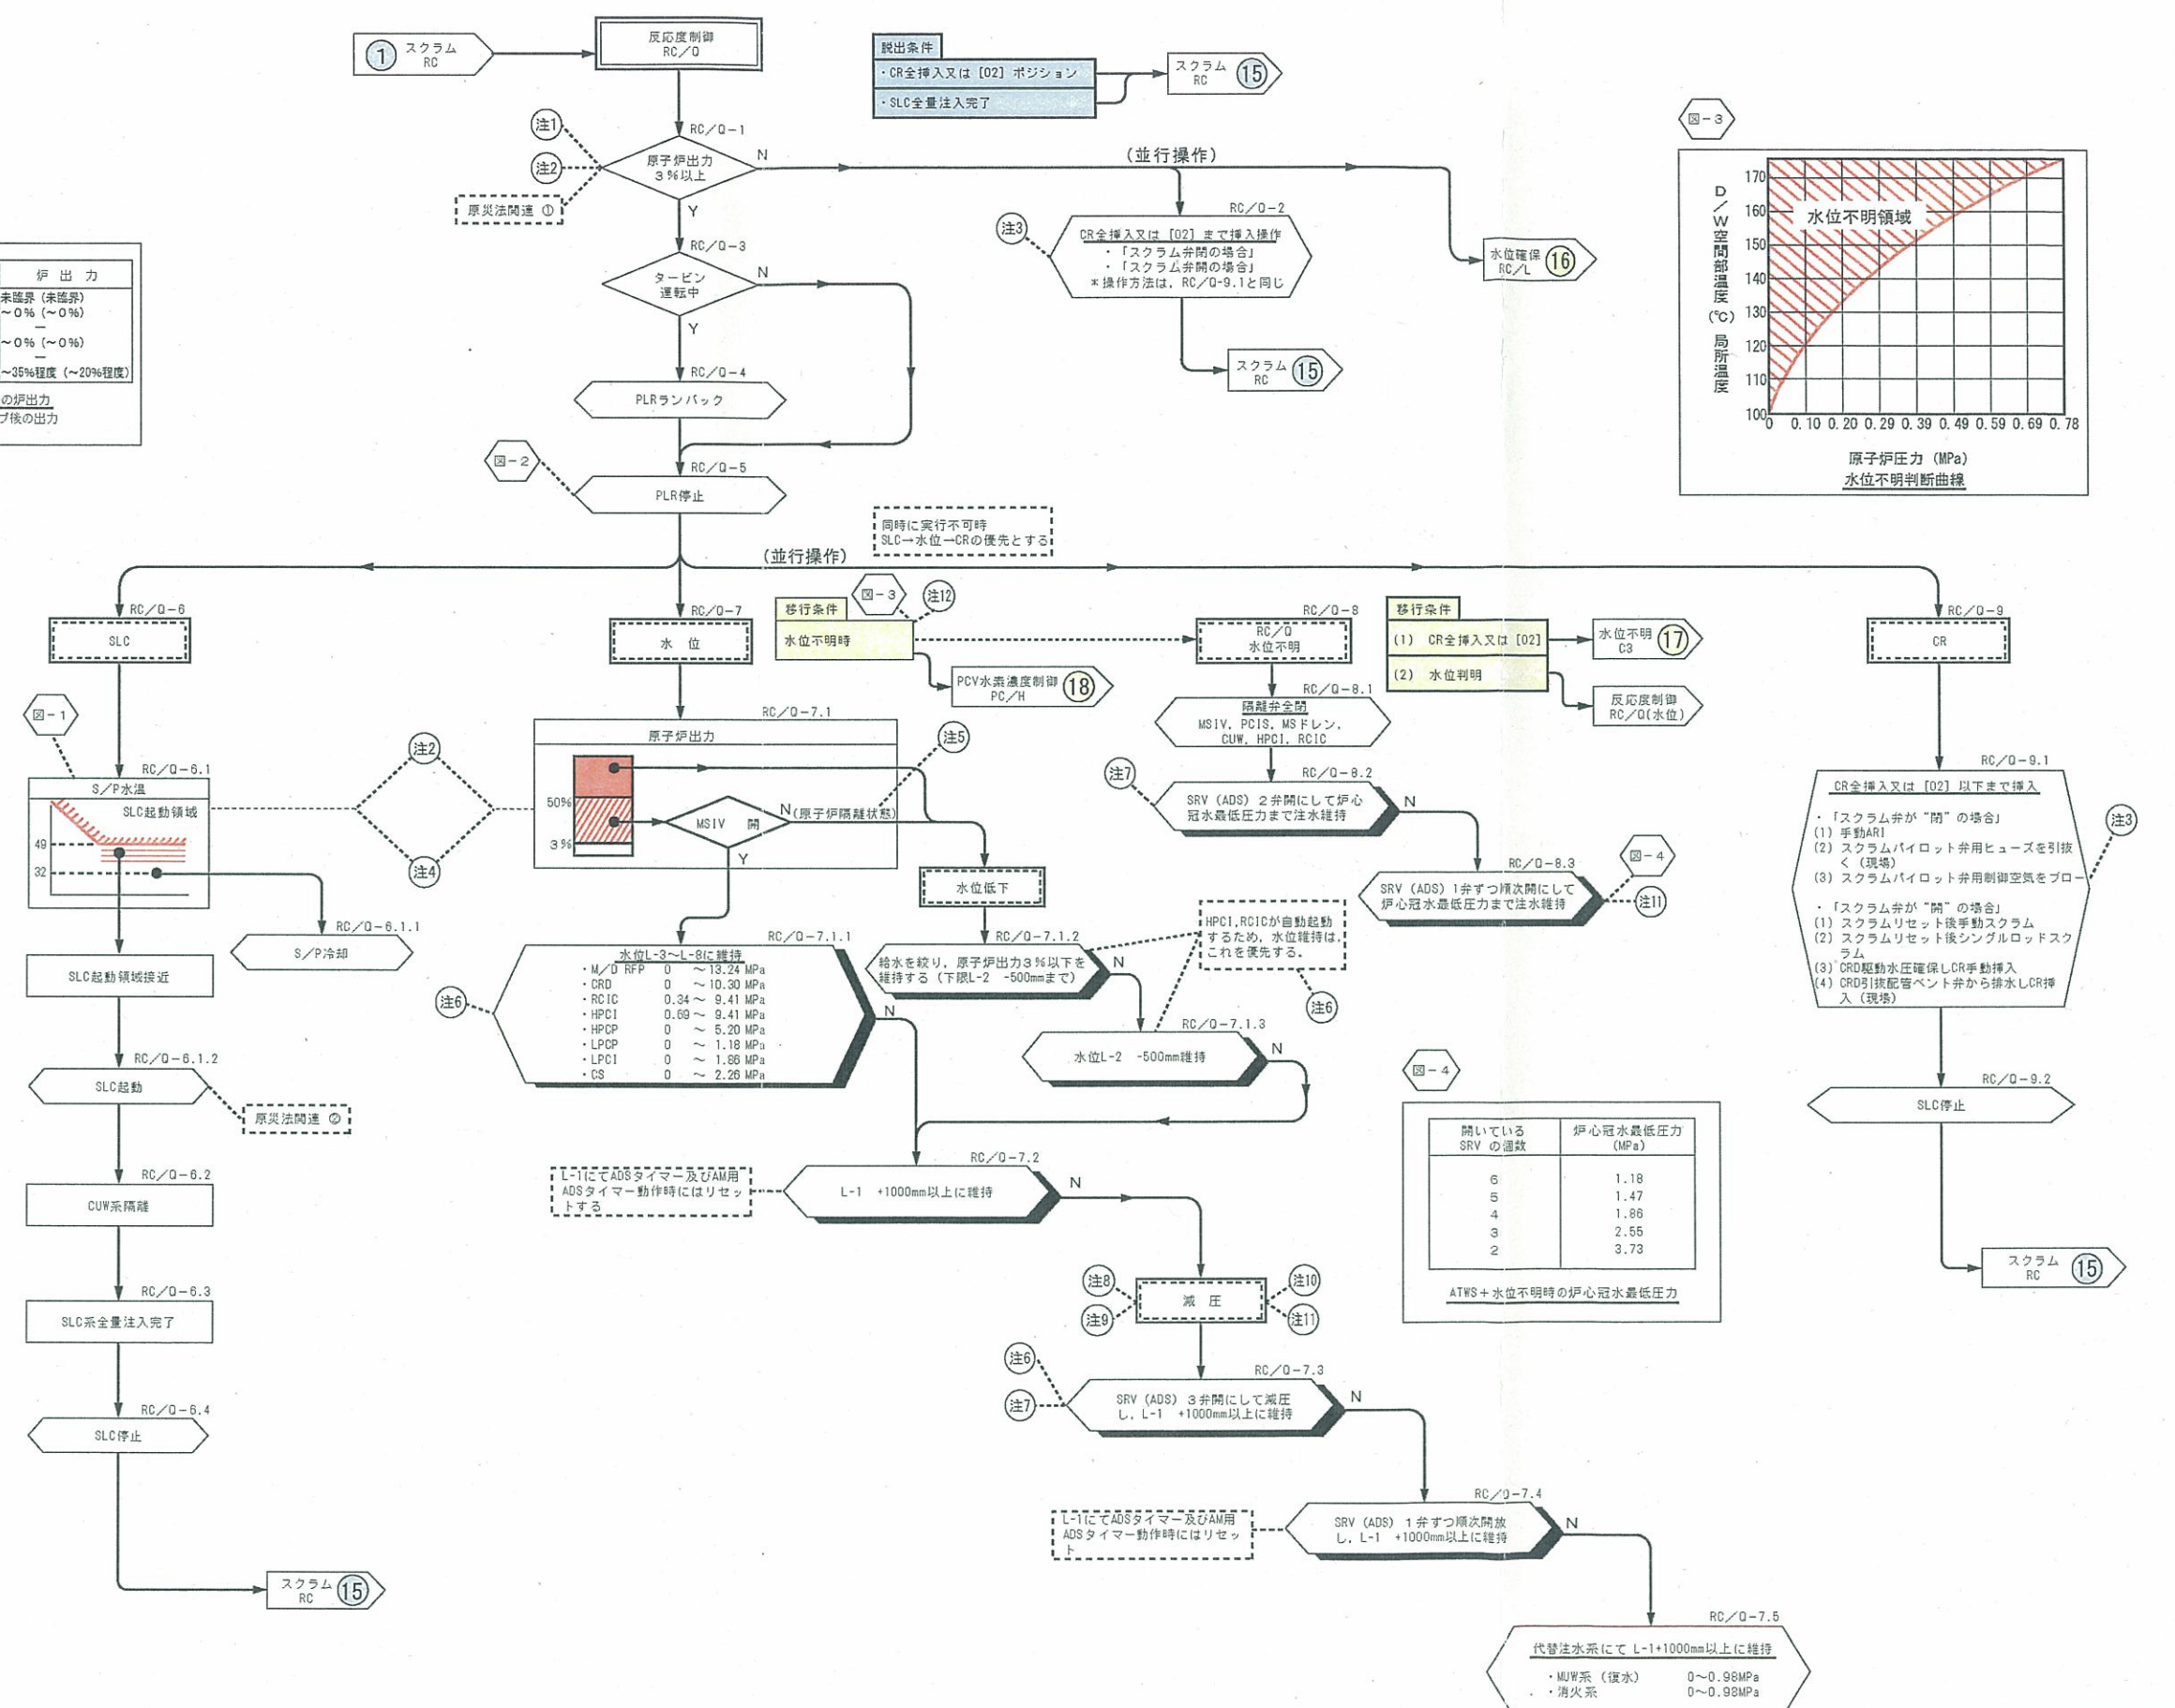 ① スクラム
RC
反応度制御
RC/Q
脱出条件
・CR全挿入又は [02] ポジション
・SLC全量注入完了
スクラム
RC ⑮
注1
注2
原災法関連 ①
RC/Q-1
原子炉出力
3%以上
N
Y
(並行操作)
RC/Q-2
注3
CR全挿入又は [02] まで挿入操作
・「スクラム弁閉の場合」
・「スクラム弁開の場合」
*操作方法は, RC/Q-9.1と同じ
スクラム
RC ⑮
水位確保
RC/L ⑯
図-3
D/W空間部温度 (℃) 局所温度
170
160
150
140
130
120
110
100
水位不明領域
0 0.10 0.20 0.29 0.39 0.49 0.59 0.69 0.78
原子炉圧力 (MPa)
水位不明判断曲線
炉 出 力
未臨界 (未臨界)
~0% (~0%)
—
~0% (~0%)
—
~35%程度 (~20%程度)
の炉出力
プ後の出力
RC/Q-3
タービン
運転中
N
Y
RC/Q-4
PLRランバック
図-2
RC/Q-5
PLR停止
同時に実行不可時
SLC→水位→CRの優先とする
(並行操作)
RC/Q-6
SLC
図-1
RC/Q-6.1
S/P水温
SLC起動領域
49
32
RC/Q-6.1.1
S/P冷却
SLC起動領域接近
RC/Q-6.1.2
SLC起動
原災法関連 ②
RC/Q-6.2
CUW系隔離
RC/Q-6.3
SLC系全量注入完了
RC/Q-6.4
SLC停止
スクラム
RC ⑮
注2
注4
RC/Q-7
水 位
移行条件
水位不明時
図-3
注12
PCV水素濃度制御
PC/H ⑱
RC/Q-7.1
原子炉出力
50%
3%
MSIV 開
N
(原子炉隔離状態)
Y
注5
水位低下
RC/Q-7.1.1
注6
水位L-3~L-8に維持
・M/D RFP 0 ~13.24 MPa
・CRD 0 ~10.30 MPa
・RCIC 0.34~ 9.41 MPa
・HPCI 0.69~ 9.41 MPa
・HPCP 0 ~ 5.20 MPa
・LPCP 0 ~ 1.18 MPa
・LPCI 0 ~ 1.86 MPa
・CS 0 ~ 2.26 MPa
N
RC/Q-7.1.2
給水を絞り, 原子炉出力3%以下を
維持する (下限L-2 -500mmまで)
N
HPCI,RCICが自動起動
するため, 水位維持は,
これを優先する.
注6
RC/Q-7.1.3
水位L-2 -500mm維持
N
RC/Q-7.2
L-1にてADSタイマー及びAM用
ADSタイマー動作時にはリセッ
トする
L-1 +1000mm以上に維持
N
注8
注9
減 圧
注10
注11
RC/Q-7.3
注6
注7
SRV (ADS) 3弁開にして減圧
し, L-1 +1000mm以上に維持
N
RC/Q-7.4
L-1にてADSタイマー及びAM用
ADSタイマー動作時にはリセッ
ト
SRV (ADS) 1弁ずつ順次開放
し, L-1 +1000mm以上に維持
N
RC/Q-7.5
代替注水系にて L-1+1000mm以上に維持
・MUW系 (復水) 0~0.98MPa
・消火系 0~0.98MPa
RC/Q-8
RC/Q
水位不明
移行条件
(1) CR全挿入又は [02]
(2) 水位判明
水位不明
C3 ⑰
反応度制御
RC/Q(水位)
RC/Q-8.1
隔離弁全閉
MSIV, PCIS, MSドレン,
CUW, HPCI, RCIC
RC/Q-8.2
注7
SRV (ADS) 2弁開にして炉心
冠水最低圧力まで注水維持
N
RC/Q-8.3
SRV (ADS) 1弁ずつ順次開にして
炉心冠水最低圧力まで注水維持
図-4
注11
図-4
開いている
SRV の個数
炉心冠水最低圧力
(MPa)
6 1.18
5 1.47
4 1.86
3 2.55
2 3.73
ATWS+水位不明時の炉心冠水最低圧力
RC/Q-9
CR
RC/Q-9.1
注3
CR全挿入又は [02] 以下まで挿入
・「スクラム弁が“閉”の場合」
(1) 手動ARI
(2) スクラムパイロット弁用ヒューズを引抜
く (現場)
(3) スクラムパイロット弁用制御空気をブロー
・「スクラム弁が“開”の場合」
(1) スクラムリセット後手動スクラム
(2) スクラムリセット後シングルロッドスク
ラム
(3) CRD駆動水圧確保しCR手動挿入
(4) CRD引抜配管ベント弁から排水しCR挿
入 (現場)
RC/Q-9.2
SLC停止
スクラム
RC ⑮